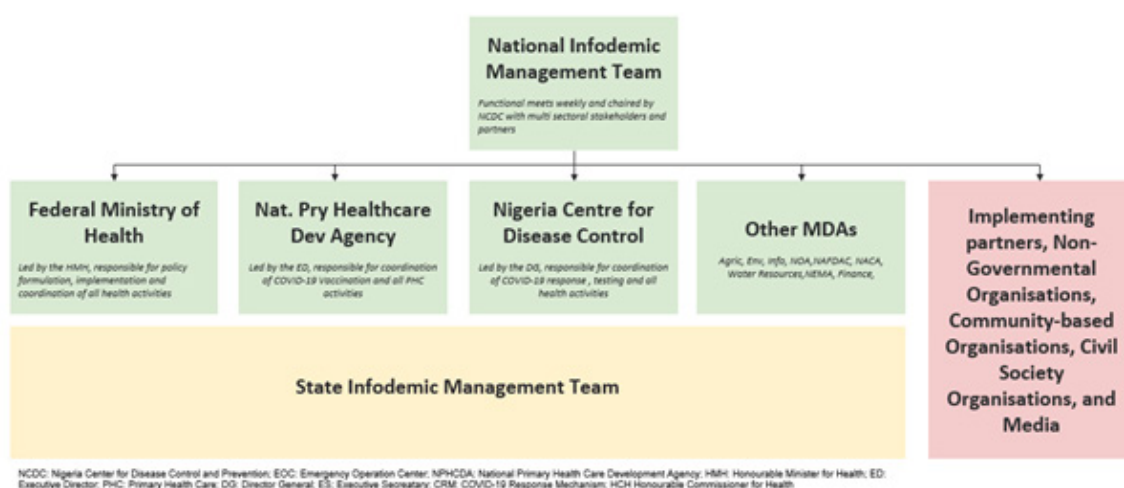 National Infodemic
Management Team
Functional meets weekly and chaired by
NCDC with multi sectoral stakeholders and
partners
Federal Ministry of
Health
Led by the HMH, responsible for policy
formulation, implementation and
coordination of all health activities
Nat. Pry Healthcare
Dev Agency
Led by the ED, responsible for coordination
of COVID-19 Vaccination and all PHC
activities
Nigeria Centre for
Disease Control
Led by the DG, responsible for coordination
of COVID-19 response , testing and all
health activities
Other MDAs
Agric, Env, Info, NOA,NAFDAC, NACA,
Water Resources,NEMA, Finance,
Implementing
partners, Non-
Governmental
Organisations,
Community-based
Organisations, Civil
Society
Organisations, and
Media
State Infodemic Management Team
NCDC: Nigeria Center for Disease Control and Prevention; EOC: Emergency Operation Center; NPHCDA: National Primary Health Care Development Agency; HMH: Honourable Minister for Health; ED:
Executive Director; PHC: Primary Health Care; DG: Director General; ES: Executive Secreatary; CRM: COVID-19 Response Mechanism; HCH Honourable Commissioner for Health